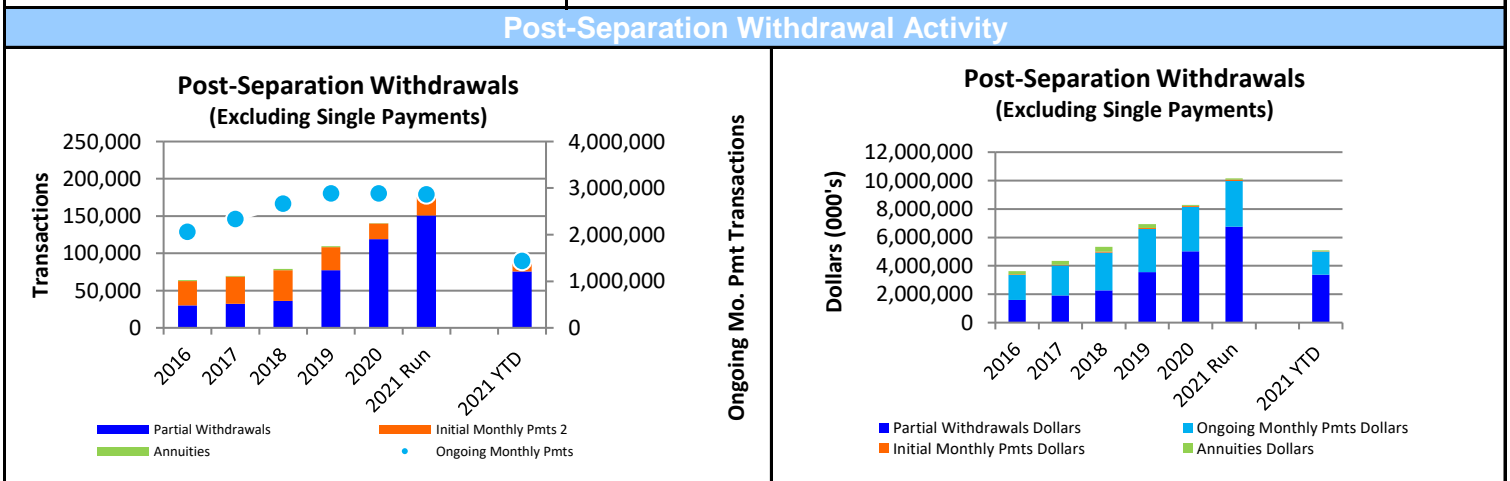 Post-Separation Withdrawal Activity
Post-Separation Withdrawals
(Excluding Single Payments)
Transactions
250,000
200,000
150,000
100,000
50,000
0
4,000,000
3,000,000
2,000,000
1,000,000
0
Ongoing Mo. Pmt Transactions
2016
2017
2018
2019
2020
2021 Run
2021 YTD
Partial Withdrawals
Initial Monthly Pmts 2
Annuities
Ongoing Monthly Pmts
Post-Separation Withdrawals
(Excluding Single Payments)
Dollars (000's)
12,000,000
10,000,000
8,000,000
6,000,000
4,000,000
2,000,000
0
2016
2017
2018
2019
2020
2021 Run
2021 YTD
Partial Withdrawals Dollars
Ongoing Monthly Pmts Dollars
Initial Monthly Pmts Dollars
Annuities Dollars